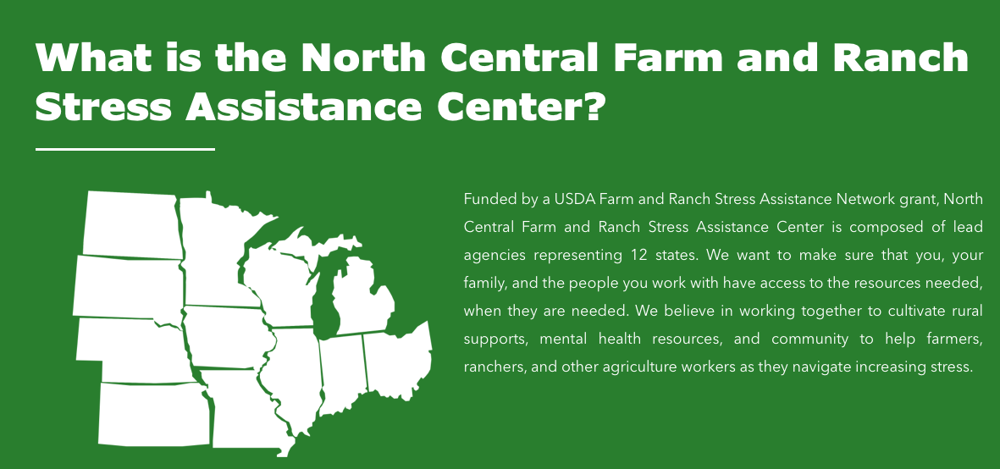 What is the North Central Farm and Ranch
Stress Assistance Center?
Funded by a USDA Farm and Ranch Stress Assistance Network grant, North
Central Farm and Ranch Stress Assistance Center is composed of lead
agencies representing 12 states. We want to make sure that you, your
family, and the people you work with have access to the resources needed,
when they are needed. We believe in working together to cultivate rural
supports, mental health resources, and community to help farmers,
ranchers, and other agriculture workers as they navigate increasing stress.